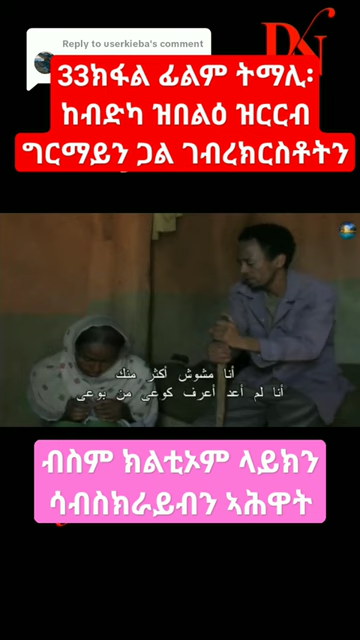 Reply to userkieba's comment
DN
33ክፋል ፊልም ትማሊ፡
ከብድካ ዝበልዕ ዝርርብ
ግርማይን ጋል ገብረክርስቶትን
أنا مشوش أكثر منك
أنا لم أعد أعرف كوعي من بوعي
ብስም ክልቲኦም ላይክን
ሳብስክራይብን ኣሕዋት